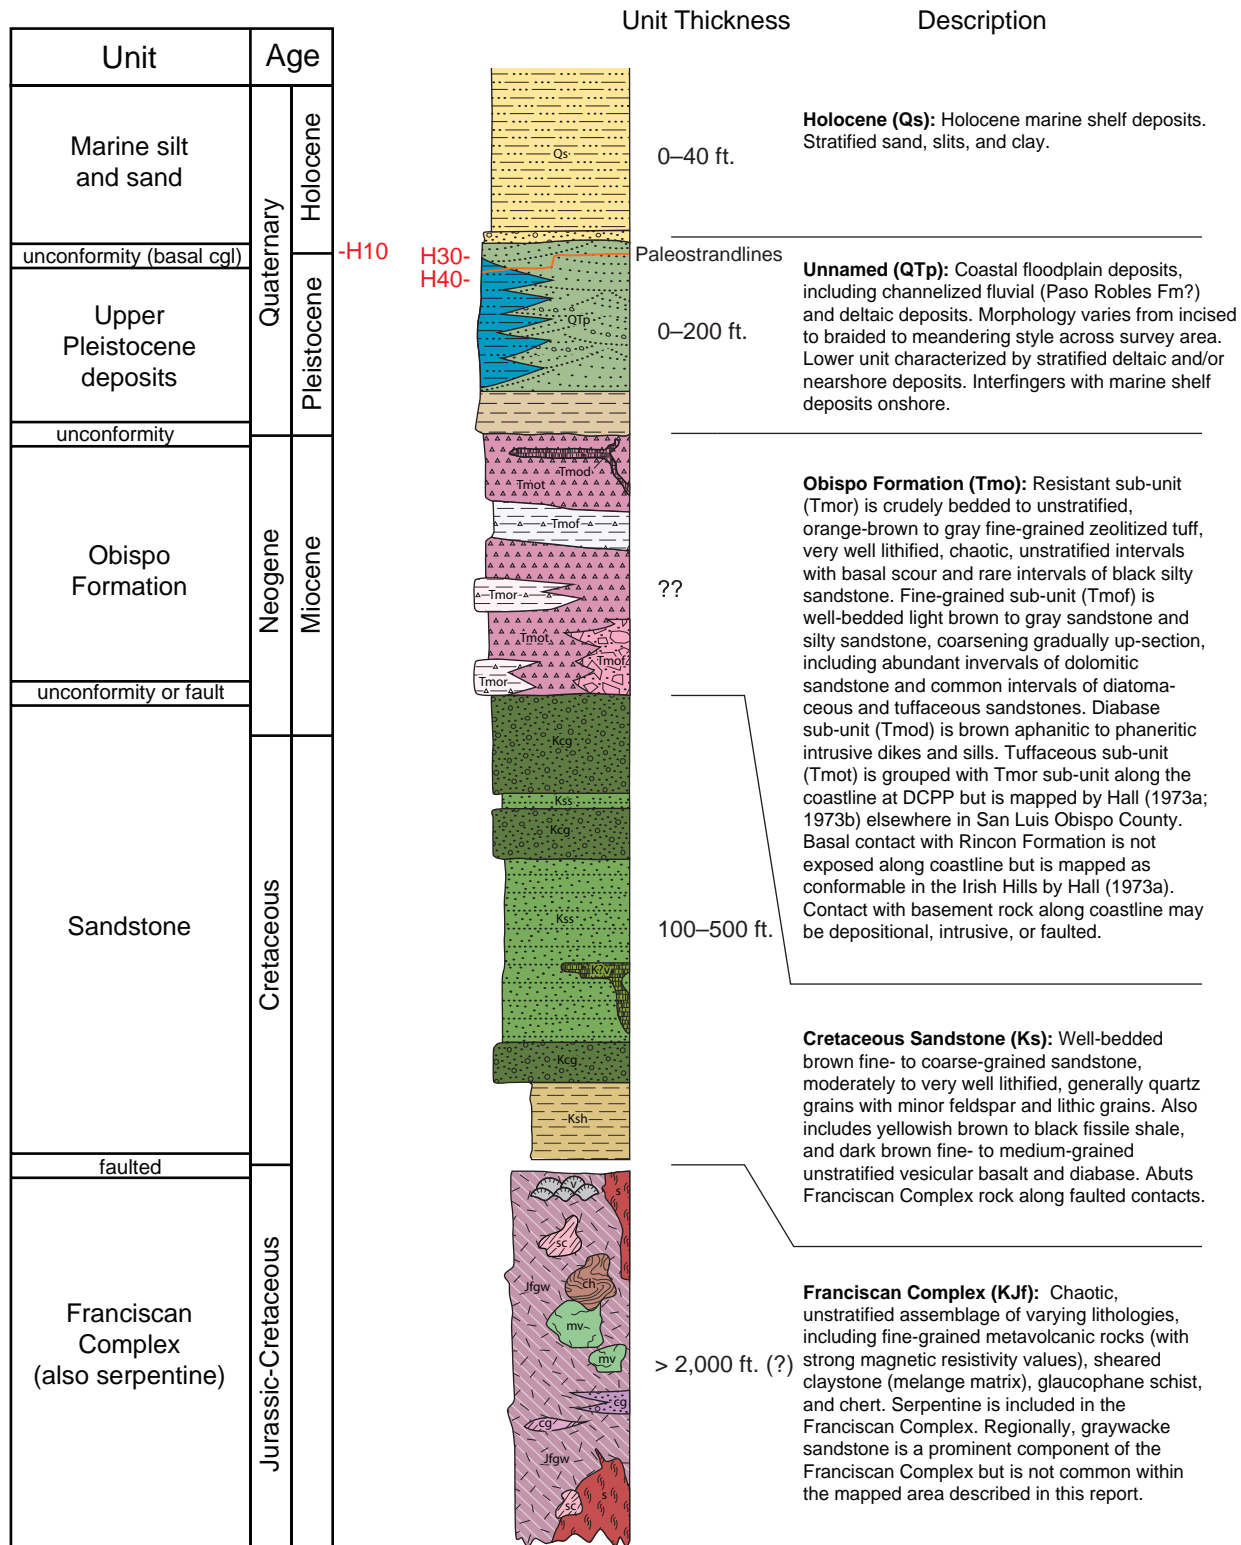 Unit Thickness
Description
Unit
Age
Marine silt
and sand
unconformity (basal cgl)
Upper
Pleistocene
deposits
unconformity
Obispo
Formation
unconformity or fault
Sandstone
faulted
Franciscan
Complex
(also serpentine)
Quaternary
Neogene
Cretaceous
Jurassic-Cretaceous
Holocene
Pleistocene
Miocene
-H10
H30-
H40-
Qs
QTp
Tmod
Tmot
Tmof
Tmor
Tmot
Tmof
Tmor
Kcg
Kss
Kcg
Kss
K?v
Kcg
Ksh
v
s
sc
Jfgw
ch
mv
mv
cg
cg
Jfgw
s
sc
0–40 ft.
Paleostrandlines
0–200 ft.
??
100–500 ft.
> 2,000 ft. (?)
Holocene (Qs): Holocene marine shelf deposits.
Stratified sand, slits, and clay.
Unnamed (QTp): Coastal floodplain deposits,
including channelized fluvial (Paso Robles Fm?)
and deltaic deposits. Morphology varies from incised
to braided to meandering style across survey area.
Lower unit characterized by stratified deltaic and/or
nearshore deposits. Interfingers with marine shelf
deposits onshore.
Obispo Formation (Tmo): Resistant sub-unit
(Tmor) is crudely bedded to unstratified,
orange-brown to gray fine-grained zeolitized tuff,
very well lithified, chaotic, unstratified intervals
with basal scour and rare intervals of black silty
sandstone. Fine-grained sub-unit (Tmof) is
well-bedded light brown to gray sandstone and
silty sandstone, coarsening gradually up-section,
including abundant invervals of dolomitic
sandstone and common intervals of diatoma-
ceous and tuffaceous sandstones. Diabase
sub-unit (Tmod) is brown aphanitic to phaneritic
intrusive dikes and sills. Tuffaceous sub-unit
(Tmot) is grouped with Tmor sub-unit along the
coastline at DCPP but is mapped by Hall (1973a;
1973b) elsewhere in San Luis Obispo County.
Basal contact with Rincon Formation is not
exposed along coastline but is mapped as
conformable in the Irish Hills by Hall (1973a).
Contact with basement rock along coastline may
be depositional, intrusive, or faulted.
Cretaceous Sandstone (Ks): Well-bedded
brown fine- to coarse-grained sandstone,
moderately to very well lithified, generally quartz
grains with minor feldspar and lithic grains. Also
includes yellowish brown to black fissile shale,
and dark brown fine- to medium-grained
unstratified vesicular basalt and diabase. Abuts
Franciscan Complex rock along faulted contacts.
Franciscan Complex (KJf): Chaotic,
unstratified assemblage of varying lithologies,
including fine-grained metavolcanic rocks (with
strong magnetic resistivity values), sheared
claystone (melange matrix), glaucophane schist,
and chert. Serpentine is included in the
Franciscan Complex. Regionally, graywacke
sandstone is a prominent component of the
Franciscan Complex but is not common within
the mapped area described in this report.